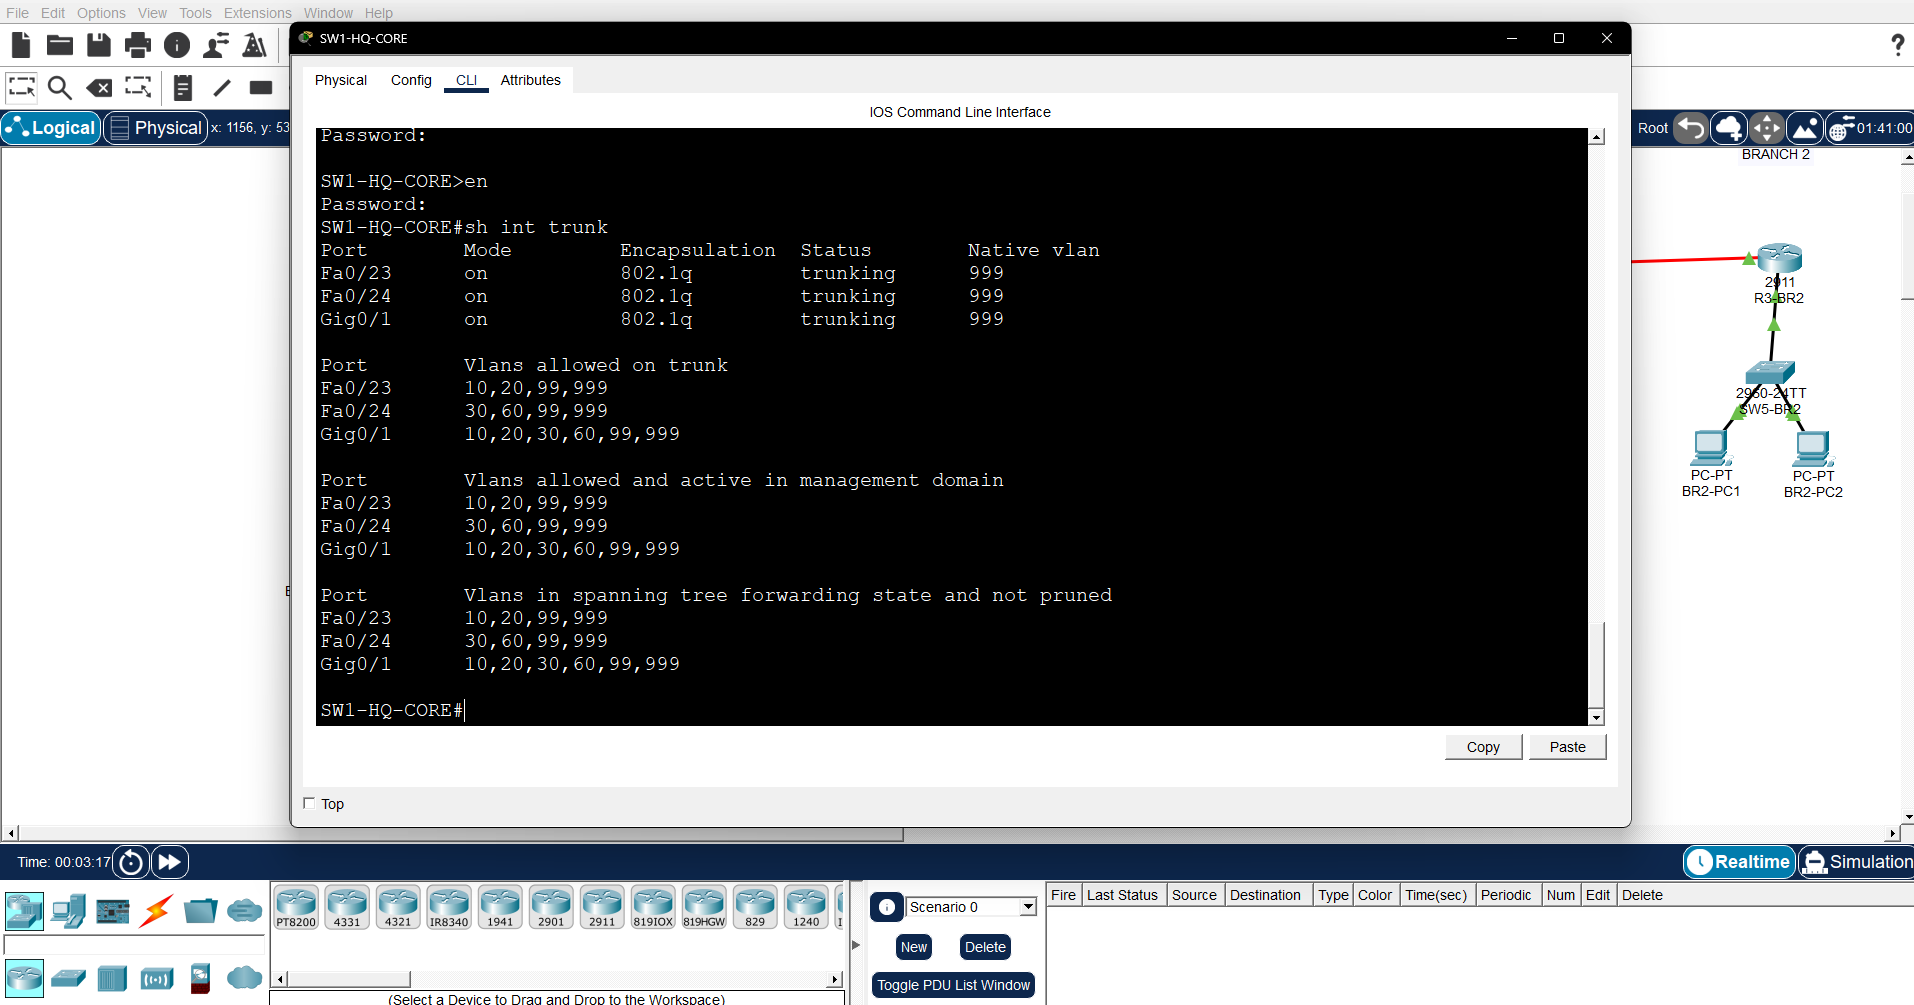 File Edit Options View Tools Extensions Window Help
SW1-HQ-CORE
Physical Config CLI Attributes
IOS Command Line Interface
Logical Physical x: 1156, y: 53
Root 01:41:00
BRANCH 2
Password:
SW1-HQ-CORE>en
Password:
SW1-HQ-CORE#sh int trunk
Port Mode Encapsulation Status Native vlan
Fa0/23 on 802.1q trunking 999
Fa0/24 on 802.1q trunking 999
Gig0/1 on 802.1q trunking 999
Port Vlans allowed on trunk
Fa0/23 10,20,99,999
Fa0/24 30,60,99,999
Gig0/1 10,20,30,60,99,999
Port Vlans allowed and active in management domain
Fa0/23 10,20,99,999
Fa0/24 30,60,99,999
Gig0/1 10,20,30,60,99,999
Port Vlans in spanning tree forwarding state and not pruned
Fa0/23 10,20,99,999
Fa0/24 30,60,99,999
Gig0/1 10,20,30,60,99,999
SW1-HQ-CORE#
Copy Paste
Top
2911
R3-BR2
2960-24TT
SW5-BR2
PC-PT
BR2-PC1
PC-PT
BR2-PC2
Time: 00:03:17
Realtime Simulation
PT8200 4331 4321 IR8340 1941 2901 2911 819IOX 819HGW 829 1240
(Select a Device to Drag and Drop to the Workspace)
Scenario 0
New Delete
Toggle PDU List Window
Fire Last Status Source Destination Type Color Time(sec) Periodic Num Edit Delete